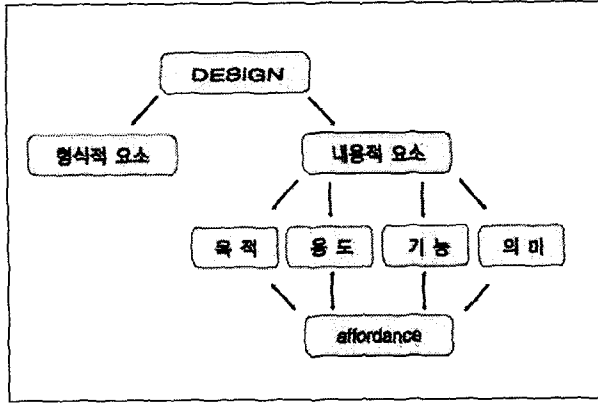 DESIGN
형식적 요소
내용적 요소
목 적
용 도
기 능
의 미
affordance